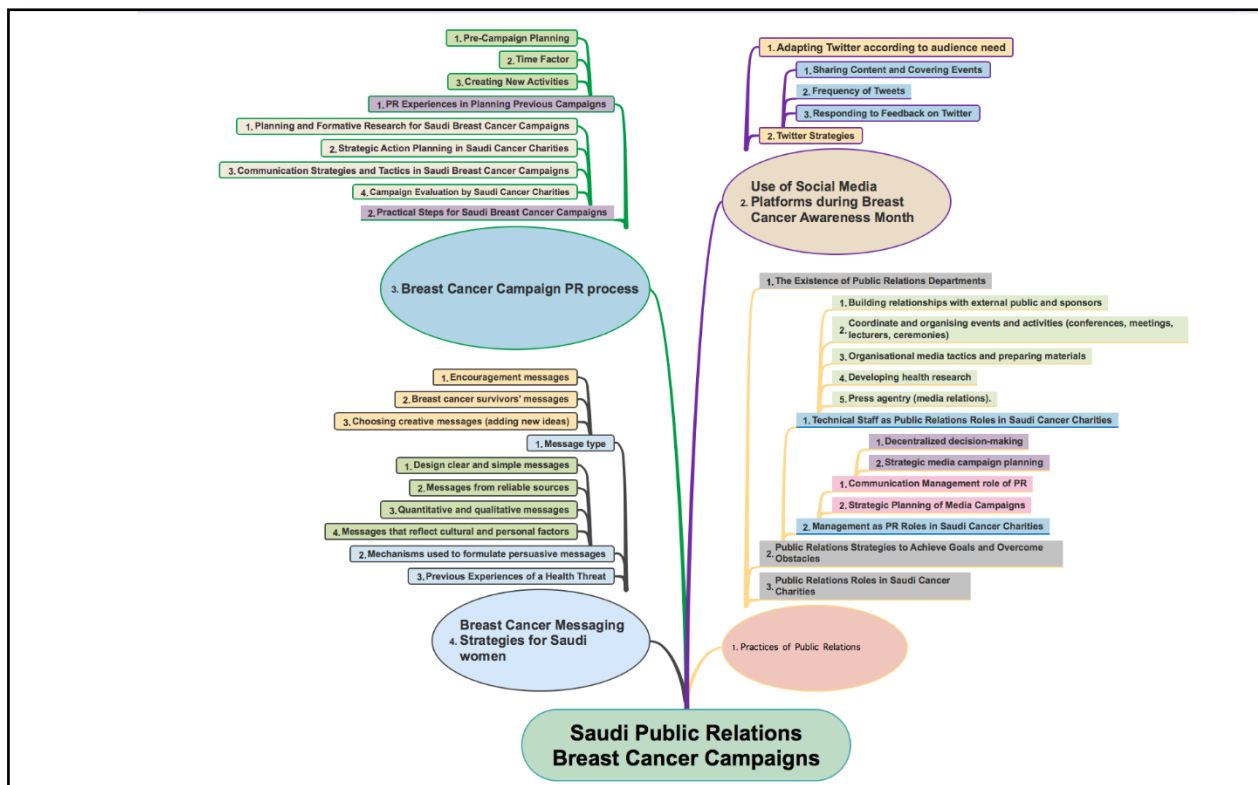 1. Pre-Campaign Planning
2. Time Factor
3. Creating New Activities
1. PR Experiences in Planning Previous Campaigns
1. Planning and Formative Research for Saudi Breast Cancer Campaigns
2. Strategic Action Planning in Saudi Cancer Charities
3. Communication Strategies and Tactics in Saudi Breast Cancer Campaigns
4. Campaign Evaluation by Saudi Cancer Charities
2. Practical Steps for Saudi Breast Cancer Campaigns
3. Breast Cancer Campaign PR process
1. Encouragement messages
2. Breast cancer survivors' messages
3. Choosing creative messages (adding new ideas)
1. Message type
1. Design clear and simple messages
2. Messages from reliable sources
3. Quantitative and qualitative messages
4. Messages that reflect cultural and personal factors
2. Mechanisms used to formulate persuasive messages
3. Previous Experiences of a Health Threat
Breast Cancer Messaging
4. Strategies for Saudi
women
1. Adapting Twitter according to audience need
1. Sharing Content and Covering Events
2. Frequency of Tweets
3. Responding to Feedback on Twitter
2. Twitter Strategies
Use of Social Media
2. Platforms during Breast
Cancer Awareness Month
1. The Existence of Public Relations Departments
1. Building relationships with external public and sponsors
2. Coordinate and organising events and activities (conferences, meetings,
lecturers, ceremonies)
3. Organisational media tactics and preparing materials
4. Developing health research
5. Press agentry (media relations).
1. Technical Staff as Public Relations Roles in Saudi Cancer Charities
1. Decentralized decision-making
2. Strategic media campaign planning
1. Communication Management role of PR
2. Strategic Planning of Media Campaigns
2. Management as PR Roles in Saudi Cancer Charities
2. Public Relations Strategies to Achieve Goals and Overcome
Obstacles
3. Public Relations Roles in Saudi Cancer
Charities
1. Practices of Public Relations
Saudi Public Relations
Breast Cancer Campaigns